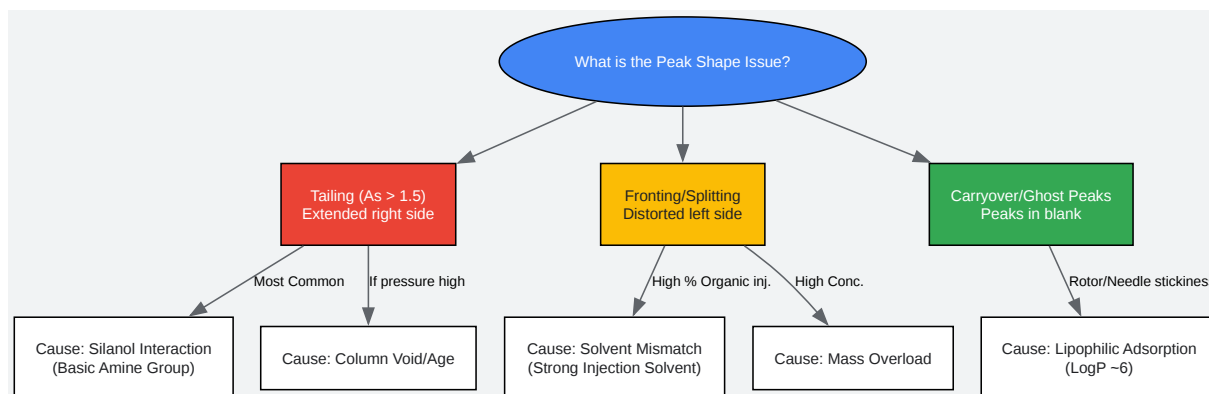 What is the Peak Shape Issue?
Tailing (As > 1.5)
Extended right side
Fronting/Splitting
Distorted left side
Carryover/Ghost Peaks
Peaks in blank
Most Common
If pressure high
High % Organic inj.
High Conc.
Rotor/Needle stickiness
Cause: Silanol Interaction
(Basic Amine Group)
Cause: Column Void/Age
Cause: Solvent Mismatch
(Strong Injection Solvent)
Cause: Mass Overload
Cause: Lipophilic Adsorption
(LogP ~6)